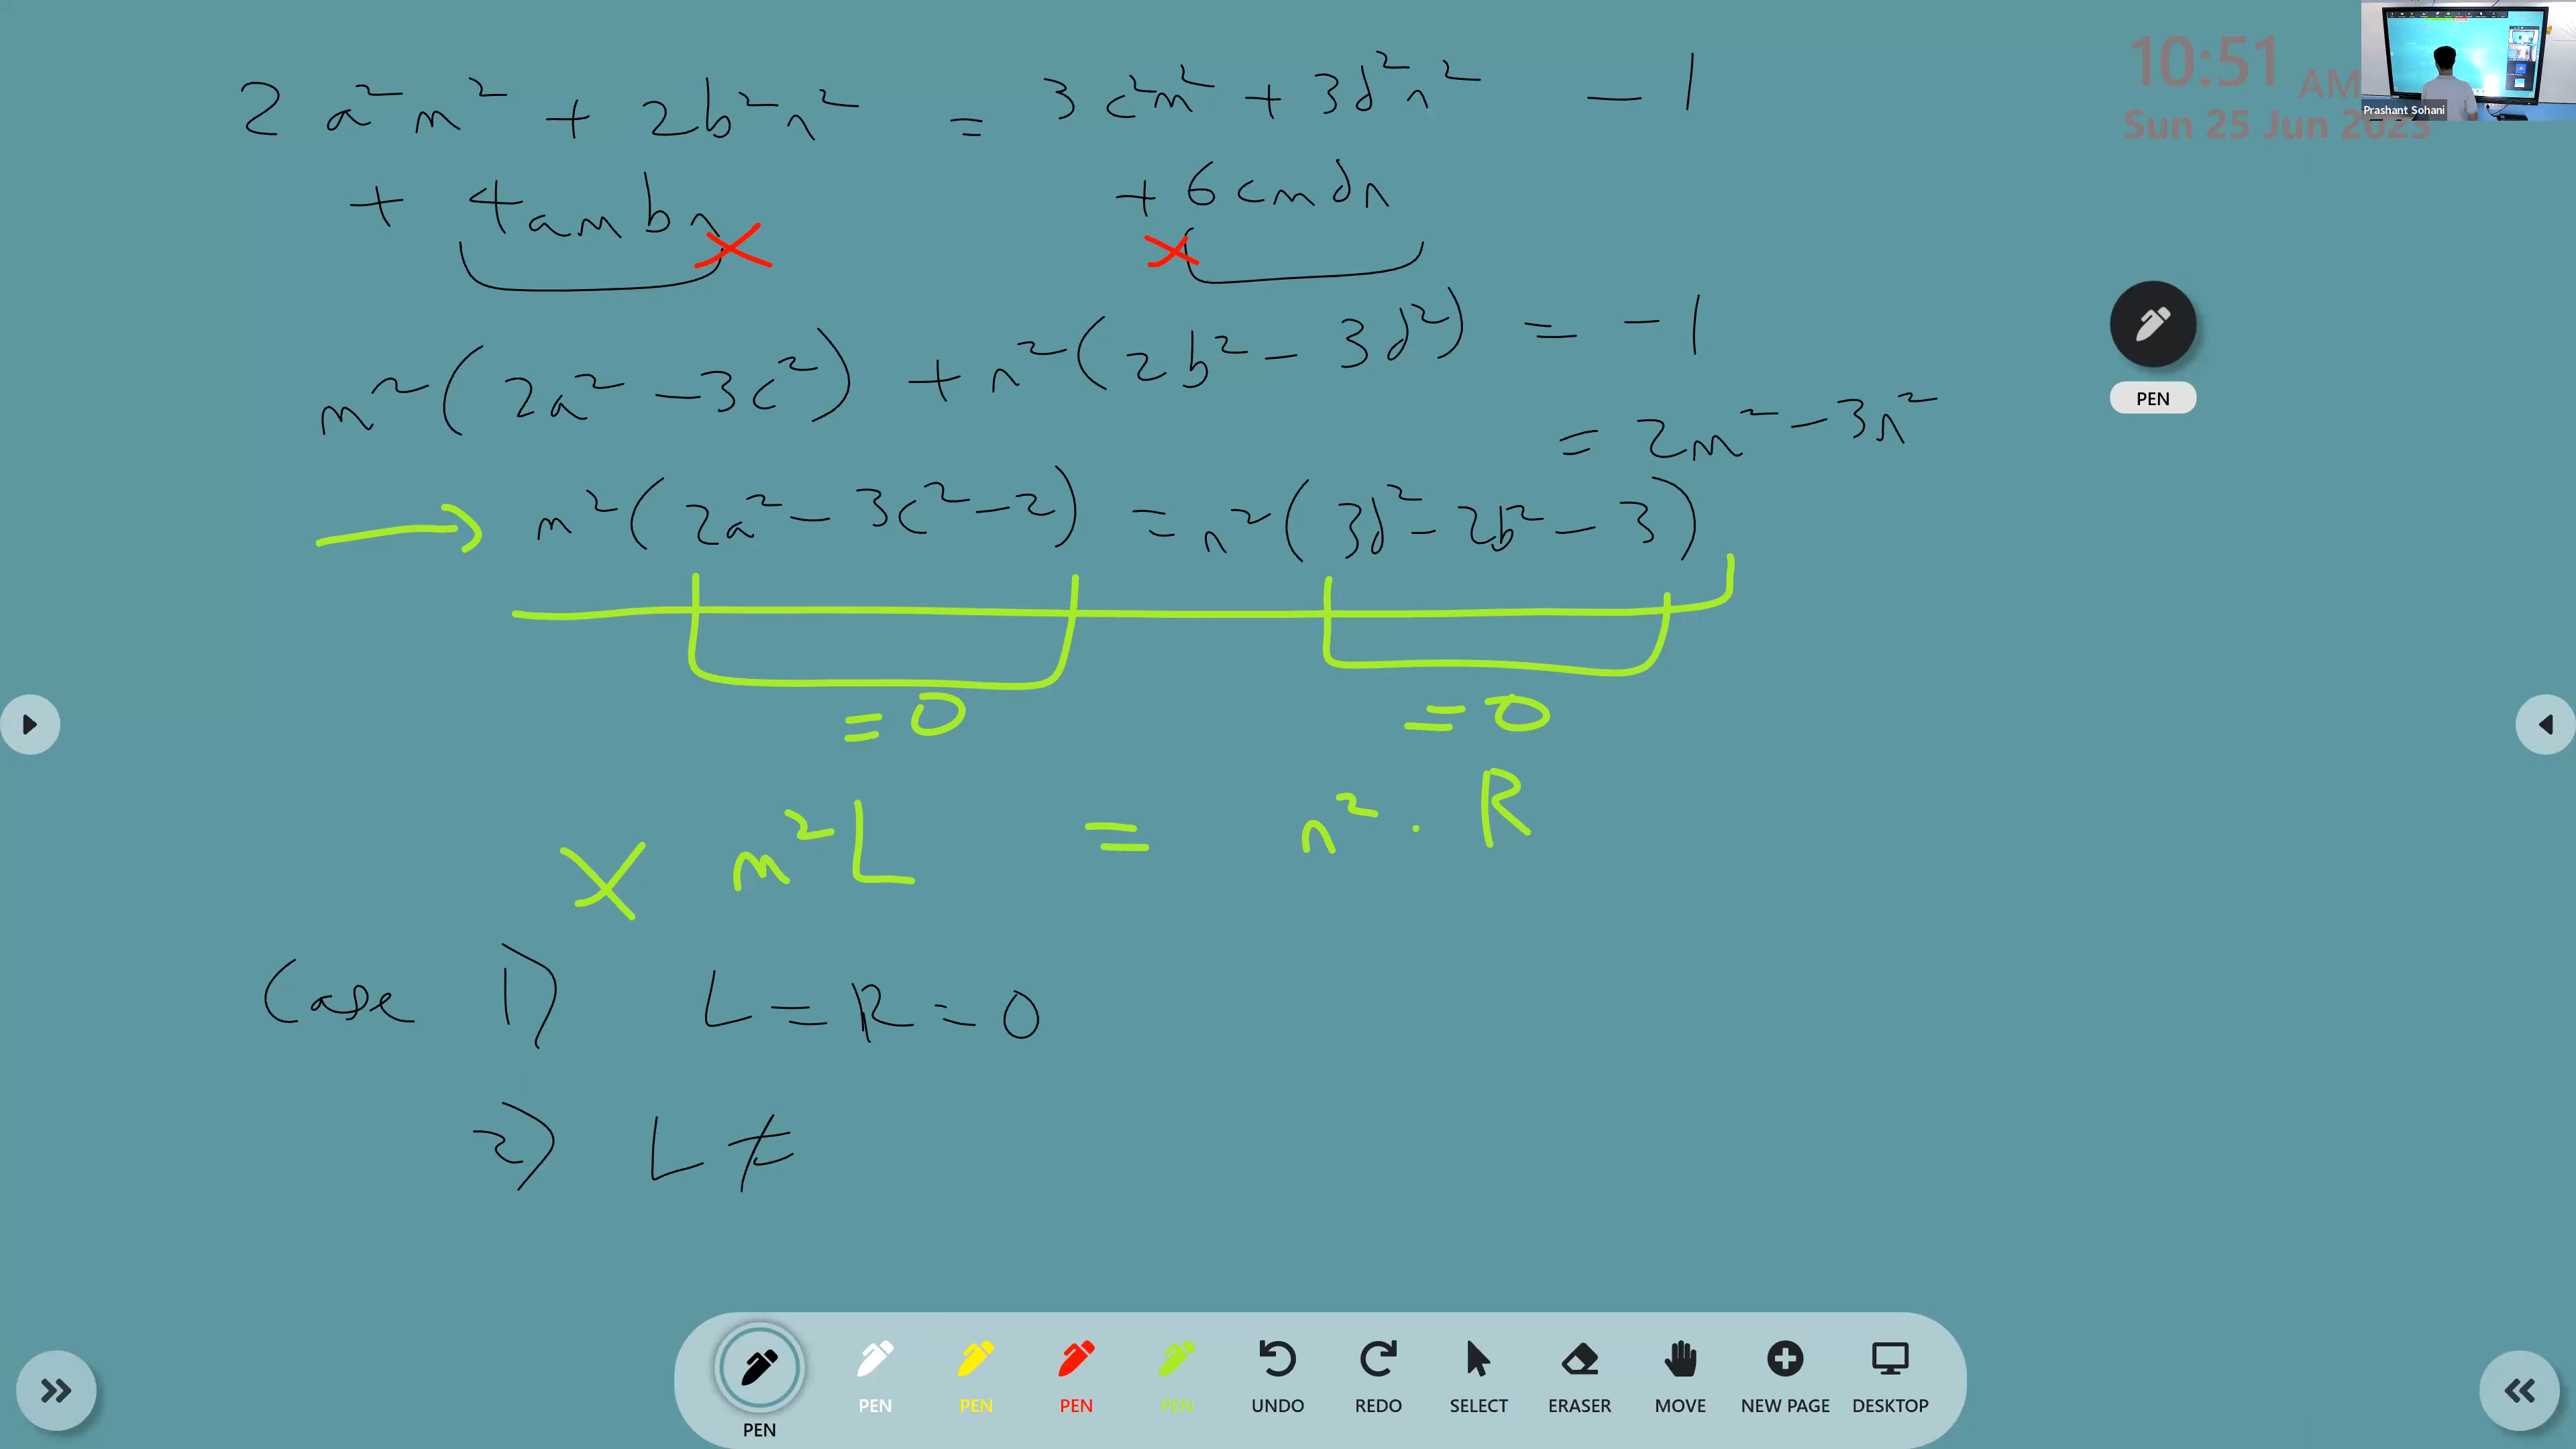 10:51 AM
Sun 25 Jun 2023
Prashant Sohani
2 a²m² + 2b²n² = 3c²m² + 3d²n² − 1
+ 4ambn + 6cmdn
m²(2a² − 3c²) + n²(2b² − 3d²) = −1
= 2m² − 3n²
→ m²(2a² − 3c² − 2) = n²(3d² − 2b² − 3)
= 0 = 0
X m²L = n² · R
Case 1) L = R = 0
2) L ≠
PEN
PEN PEN PEN PEN PEN UNDO REDO SELECT ERASER MOVE NEW PAGE DESKTOP